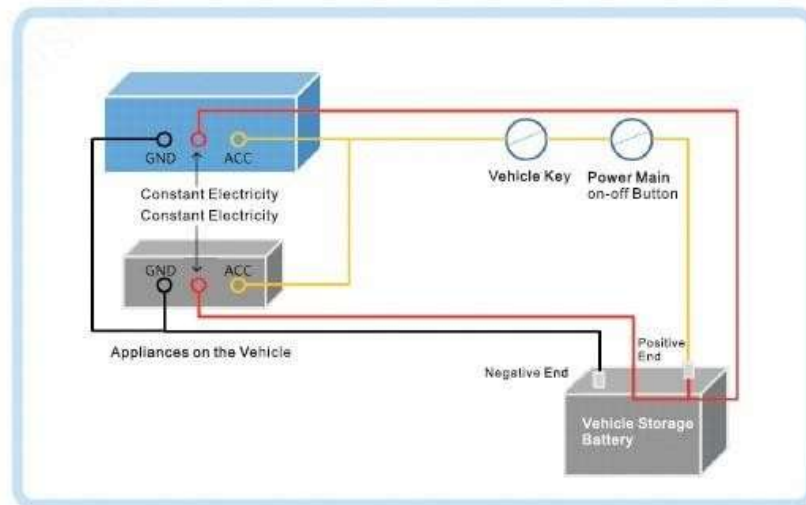 GND
ACC
Vehicle Key
Power Main
on-off Button
Constant Electricity
Constant Electricity
GND
ACC
Appliances on the Vehicle
Negative End
Positive
End
Vehicle Storage
Battery